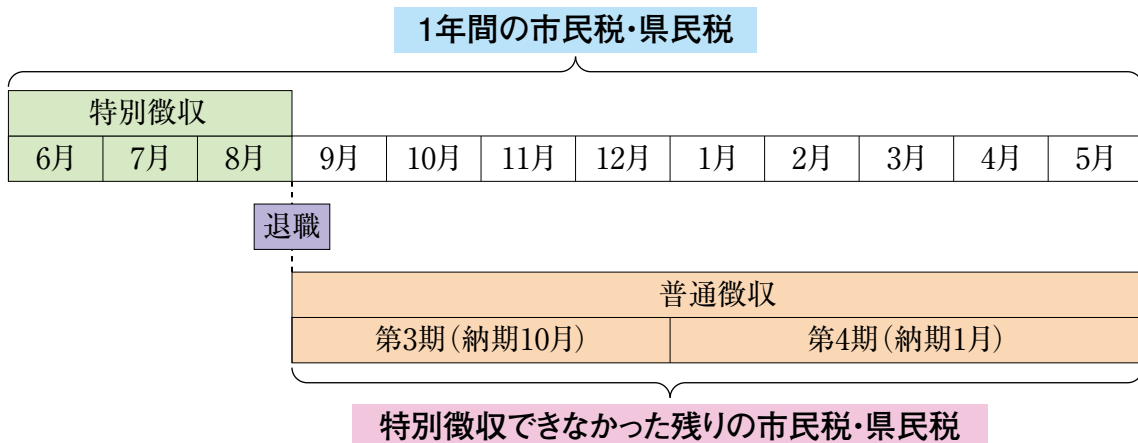 1年間の市民税・県民税
特別徴収
6月 7月 8月 9月 10月 11月 12月 1月 2月 3月 4月 5月
退職
普通徴収
第3期（納期10月） 第4期（納期1月）
特別徴収できなかった残りの市民税・県民税